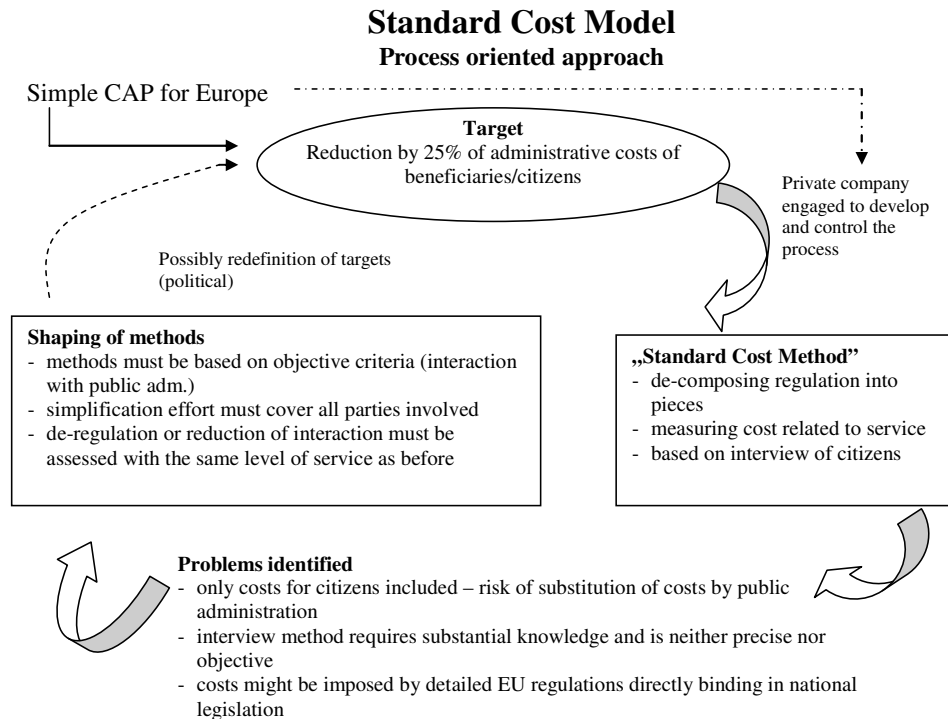 Standard Cost Model
Process oriented approach
Simple CAP for Europe
Target
Reduction by 25% of administrative costs of
beneficiaries/citizens
Private company
engaged to develop
and control the
process
Possibly redefinition of targets
(political)
Shaping of methods
- methods must be based on objective criteria (interaction
with public adm.)
- simplification effort must cover all parties involved
- de-regulation or reduction of interaction must be
assessed with the same level of service as before
„Standard Cost Method”
- de-composing regulation into
pieces
- measuring cost related to service
- based on interview of citizens
Problems identified
- only costs for citizens included – risk of substitution of costs by public
administration
- interview method requires substantial knowledge and is neither precise nor
objective
- costs might be imposed by detailed EU regulations directly binding in national
legislation